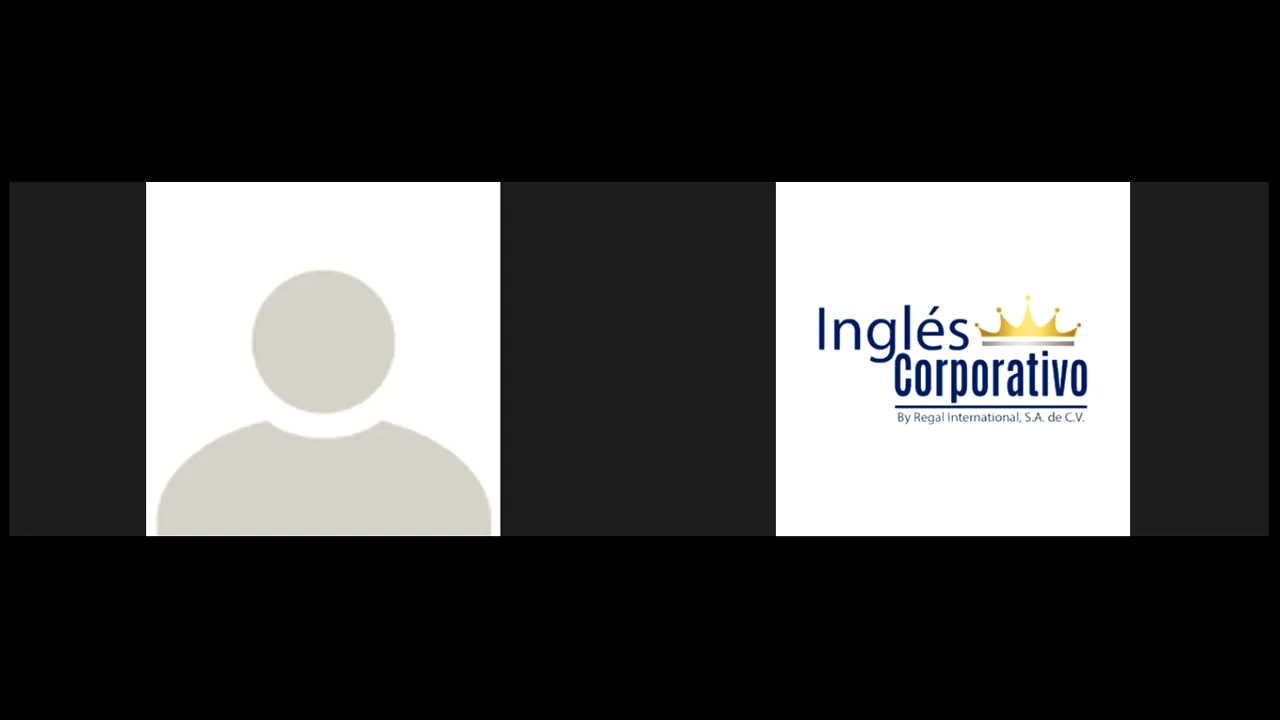 Inglés
Corporativo
By Regal International, S.A. de C.V.